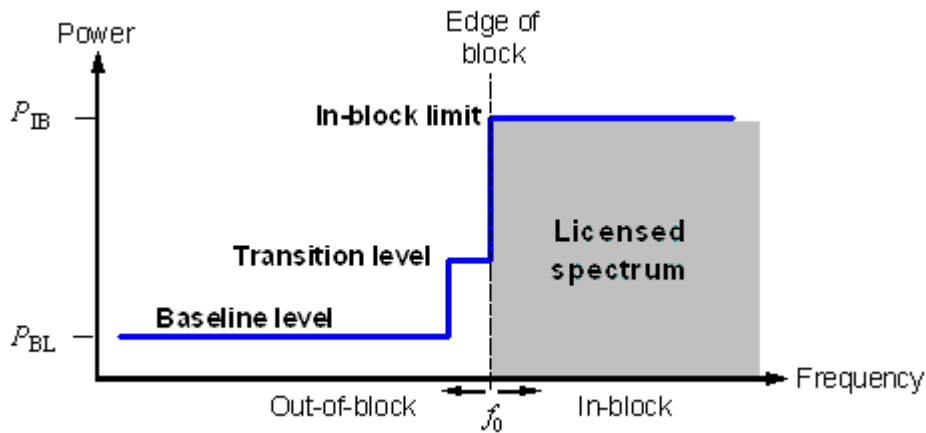 Edge of
block
Power
P_IB
In-block limit
Licensed
spectrum
Transition level
Baseline level
P_BL
Frequency
Out-of-block
f_0
In-block